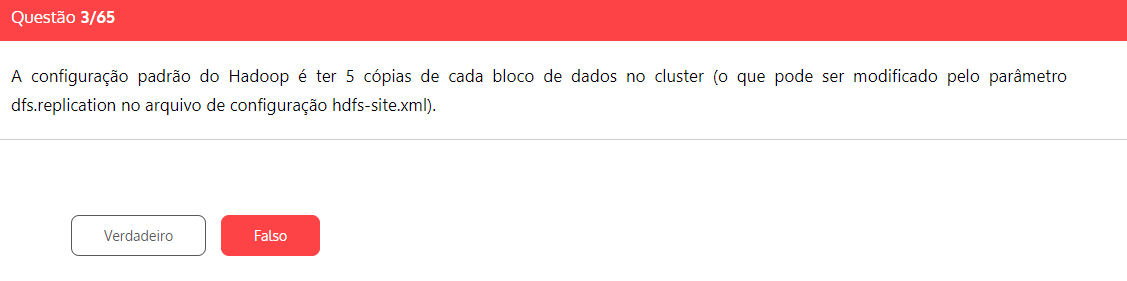 Questão 3/65
A configuração padrão do Hadoop é ter 5 cópias de cada bloco de dados no cluster (o que pode ser modificado pelo parâmetro
dfs.replication no arquivo de configuração hdfs-site.xml).
Verdadeiro Falso